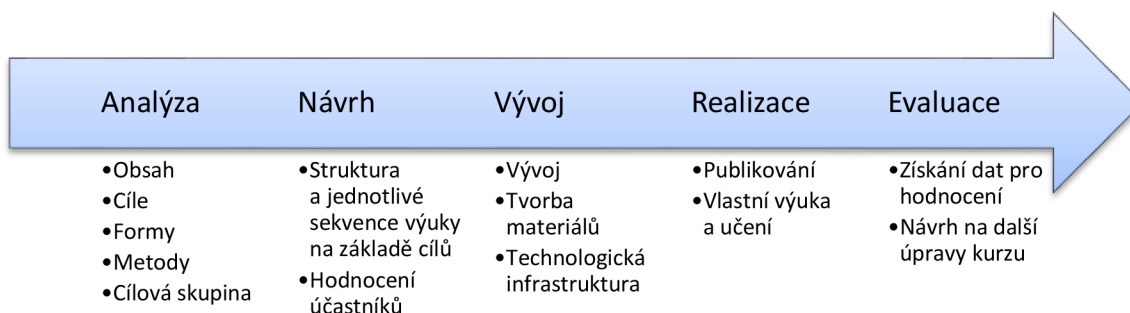 Analýza
Návrh
Vývoj
Realizace
Evaluace
•Obsah
•Cíle
•Formy
•Metody
•Cílová skupina
•Struktura
a jednotlivé
sekvence výuky
na základě cílů
•Hodnocení
účastníků
•Vývoj
•Tvorba
materiálů
•Technologická
infrastruktura
•Publikování
•Vlastní výuka
a učení
•Získání dat pro
hodnocení
•Návrh na další
úpravy kurzu